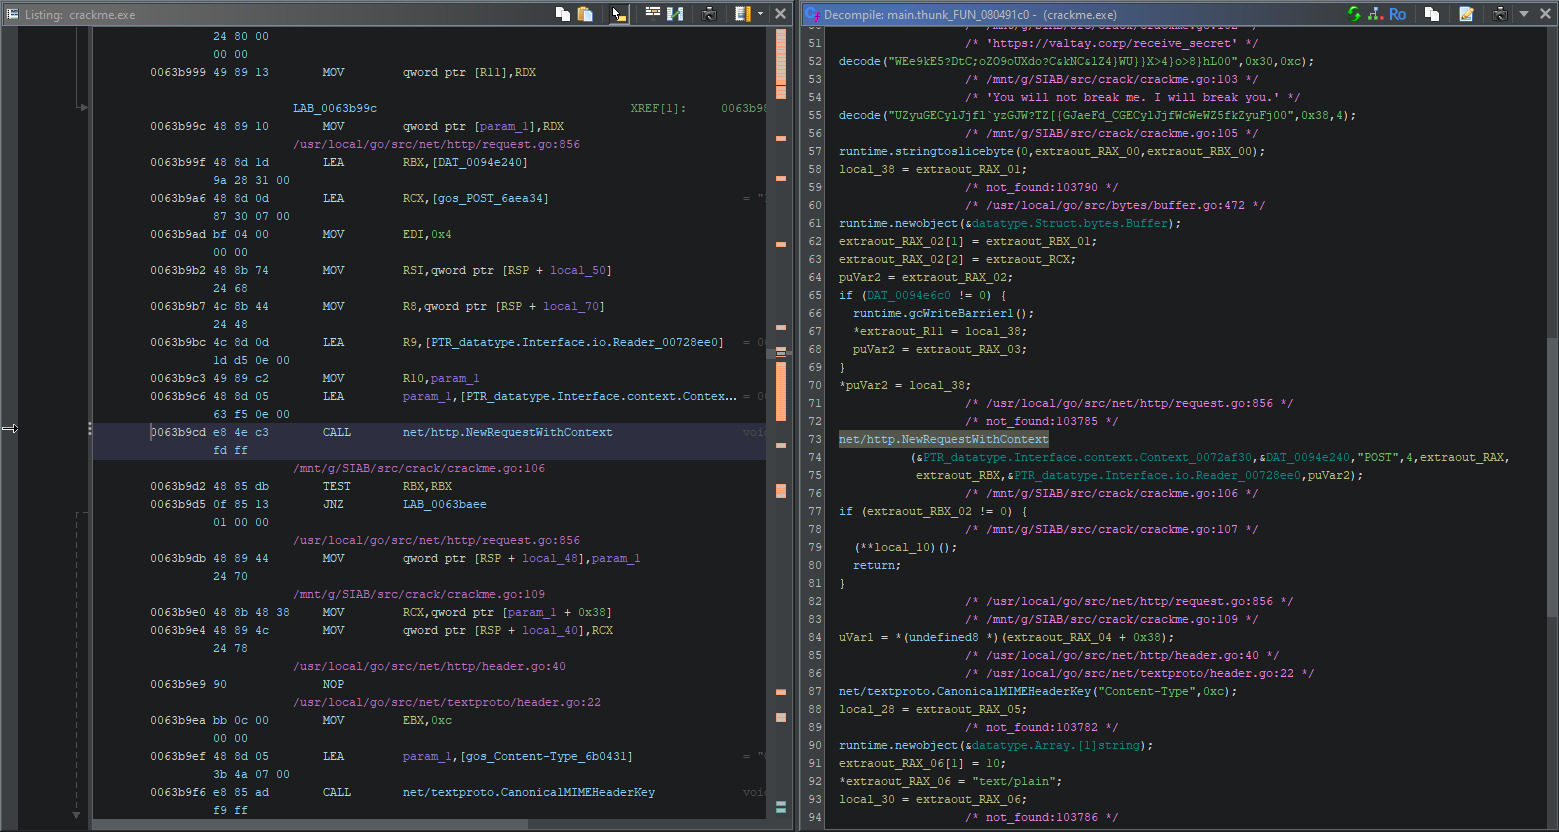 Listing: crackme.exe
24 80 00
00 00
0063b999 49 89 13 MOV qword ptr [R11],RDX
LAB_0063b99c XREF[1]:
0063b99c 48 89 10 MOV qword ptr [param_1],RDX
/usr/local/go/src/net/http/request.go:856
0063b99f 48 8d 1d LEA RBX,[DAT_0094e240]
9a 28 31 00
0063b9a6 48 8d 0d LEA RCX,[gos_POST_6aea34]
87 30 07 00
0063b9ad bf 04 00 MOV EDI,0x4
00 00
0063b9b2 48 8b 74 MOV RSI,qword ptr [RSP + local_50]
24 68
0063b9b7 4c 8b 44 MOV R8,qword ptr [RSP + local_70]
24 48
0063b9bc 4c 8d 0d LEA R9,[PTR_datatype.Interface.io.Reader_00728ee0]
1d d5 0e 00
0063b9c3 49 89 c2 MOV R10,param_1
0063b9c6 48 8d 05 LEA param_1,[PTR_datatype.Interface.context.Contex...
63 f5 0e 00
0063b9cd e8 4e c3 CALL net/http.NewRequestWithContext
fd ff
/mnt/g/SIAB/src/crack/crackme.go:106
0063b9d2 48 85 db TEST RBX,RBX
0063b9d5 0f 85 13 JNZ LAB_0063baee
01 00 00
/usr/local/go/src/net/http/request.go:856
0063b9db 48 89 44 MOV qword ptr [RSP + local_48],param_1
24 70
/mnt/g/SIAB/src/crack/crackme.go:109
0063b9e0 48 8b 48 38 MOV RCX,qword ptr [param_1 + 0x38]
0063b9e4 48 89 4c MOV qword ptr [RSP + local_40],RCX
24 78
/usr/local/go/src/net/http/header.go:40
0063b9e9 90 NOP
/usr/local/go/src/net/textproto/header.go:22
0063b9ea bb 0c 00 MOV EBX,0xc
00 00
0063b9ef 48 8d 05 LEA param_1,[gos_Content-Type_6b0431]
3b 4a 07 00
0063b9f6 e8 85 ad CALL net/textproto.CanonicalMIMEHeaderKey
f9 ff
Decompile: main.thunk_FUN_080491c0 - (crackme.exe)
Ro
51 /* 'https://valtay.corp/receive_secret' */
52 decode("WEe9kE5?DtC;oZO9oUXdo?C&kNC&lZ4}WU}}X>4}o>8}hL00",0x30,0xc);
53 /* /mnt/g/SIAB/src/crack/crackme.go:103 */
54 /* 'You will not break me. I will break you.' */
55 decode("UZyuGECylJjfl`yzGJW?TZ[{GJaeFd_CGECylJjfWcWeWZ5fkZyuFj00",0x38,4);
56 /* /mnt/g/SIAB/src/crack/crackme.go:105 */
57 runtime.stringtoslicebyte(0,extraout_RAX_00,extraout_RBX_00);
58 local_38 = extraout_RAX_01;
59 /* not_found:103790 */
60 /* /usr/local/go/src/bytes/buffer.go:472 */
61 runtime.newobject(&datatype.Struct.bytes.Buffer);
62 extraout_RAX_02[1] = extraout_RBX_01;
63 extraout_RAX_02[2] = extraout_RCX;
64 puVar2 = extraout_RAX_02;
65 if (DAT_0094e6c0 != 0) {
66 runtime.gcWriteBarrier1();
67 *extraout_R11 = local_38;
68 puVar2 = extraout_RAX_03;
69 }
70 *puVar2 = local_38;
71 /* /usr/local/go/src/net/http/request.go:856 */
72 /* not_found:103785 */
73 net/http.NewRequestWithContext
74 (&PTR_datatype.Interface.context.Context_0072af30,&DAT_0094e240,"POST",4,extraout_RAX,
75 extraout_RBX,&PTR_datatype.Interface.io.Reader_00728ee0,puVar2);
76 /* /mnt/g/SIAB/src/crack/crackme.go:106 */
77 if (extraout_RBX_02 != 0) {
78 /* /mnt/g/SIAB/src/crack/crackme.go:107 */
79 (**local_10)();
80 return;
81 }
82 /* /usr/local/go/src/net/http/request.go:856 */
83 /* /mnt/g/SIAB/src/crack/crackme.go:109 */
84 uVar1 = *(undefined8 *)(extraout_RAX_04 + 0x38);
85 /* /usr/local/go/src/net/http/header.go:40 */
86 /* /usr/local/go/src/net/textproto/header.go:22 */
87 net/textproto.CanonicalMIMEHeaderKey("Content-Type",0xc);
88 local_28 = extraout_RAX_05;
89 /* not_found:103782 */
90 runtime.newobject(&datatype.Array.[1]string);
91 extraout_RAX_06[1] = 10;
92 *extraout_RAX_06 = "text/plain";
93 local_30 = extraout_RAX_06;
94 /* not_found:103786 */